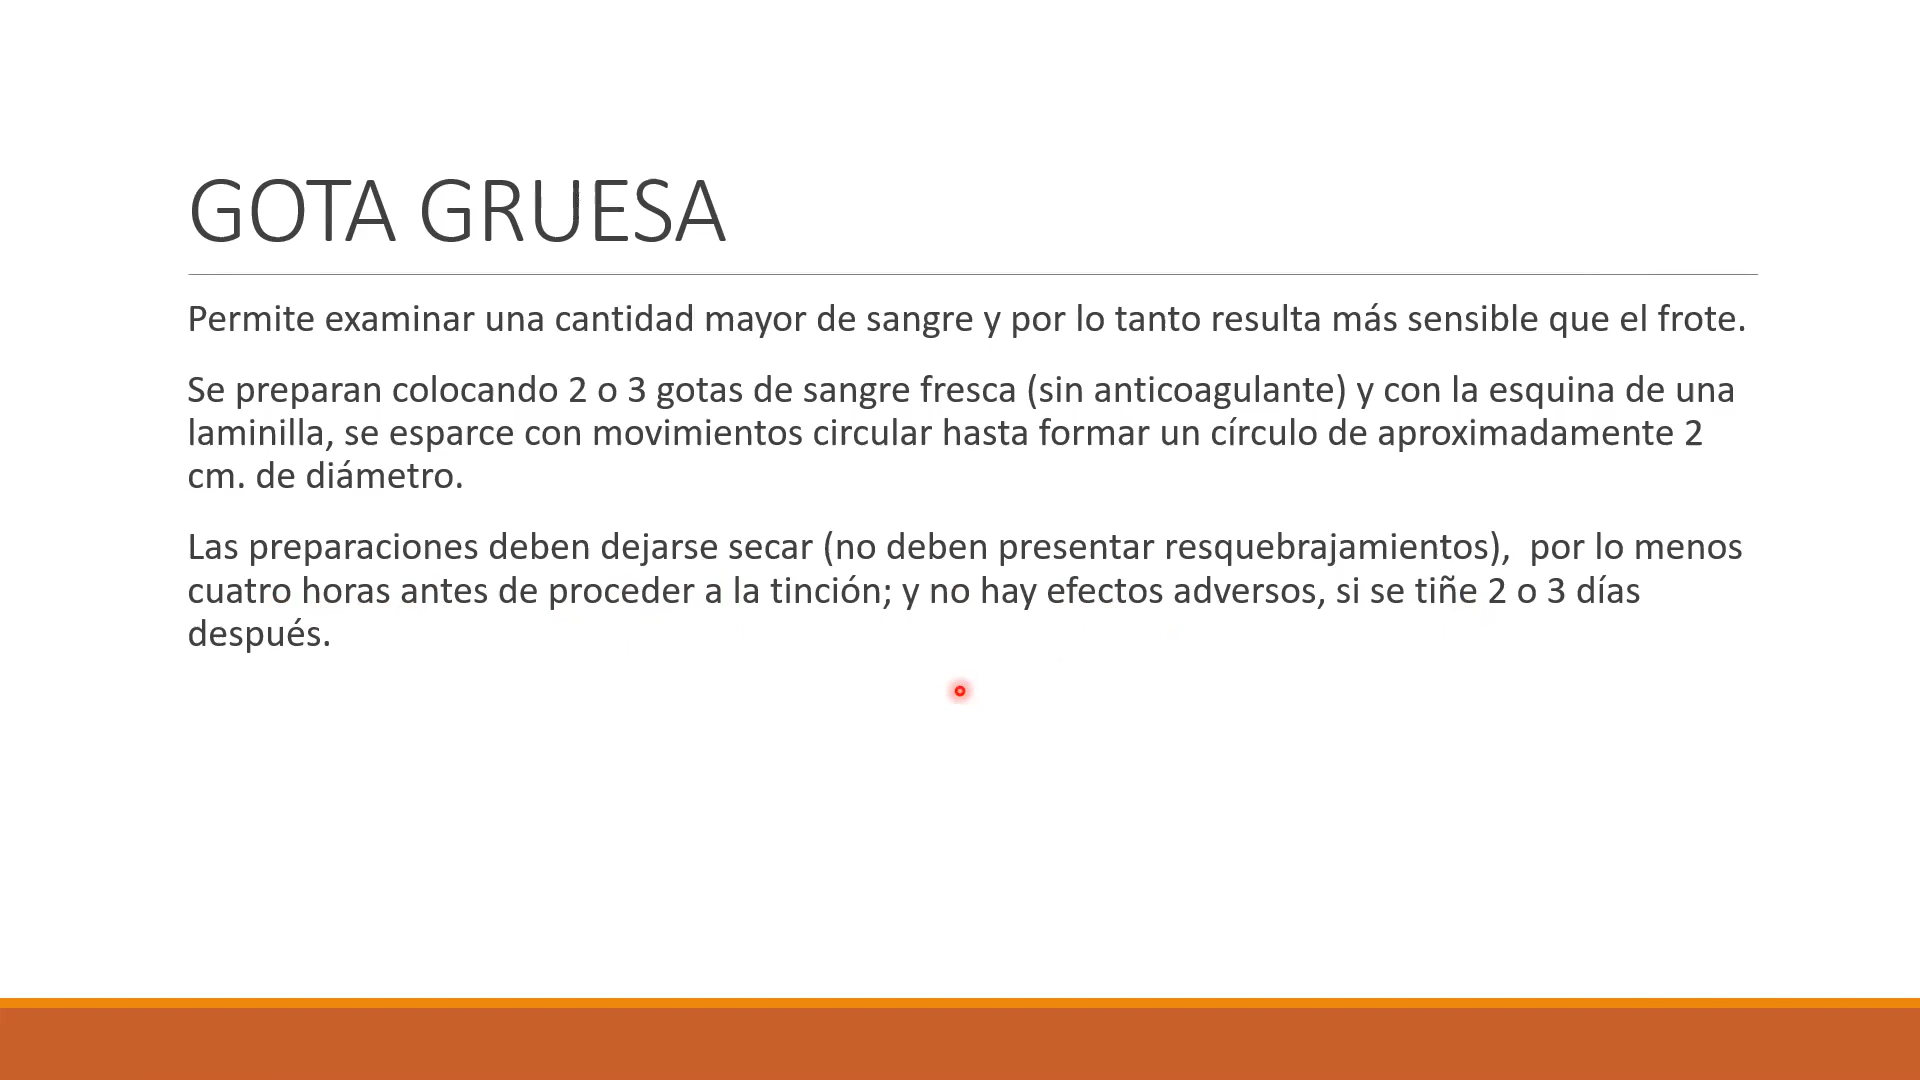 GOTA GRUESA
Permite examinar una cantidad mayor de sangre y por lo tanto resulta más sensible que el frote.
Se preparan colocando 2 o 3 gotas de sangre fresca (sin anticoagulante) y con la esquina de una
laminilla, se esparce con movimientos circular hasta formar un círculo de aproximadamente 2
cm. de diámetro.
Las preparaciones deben dejarse secar (no deben presentar resquebrajamientos),  por lo menos
cuatro horas antes de proceder a la tinción; y no hay efectos adversos, si se tiñe 2 o 3 días
después.